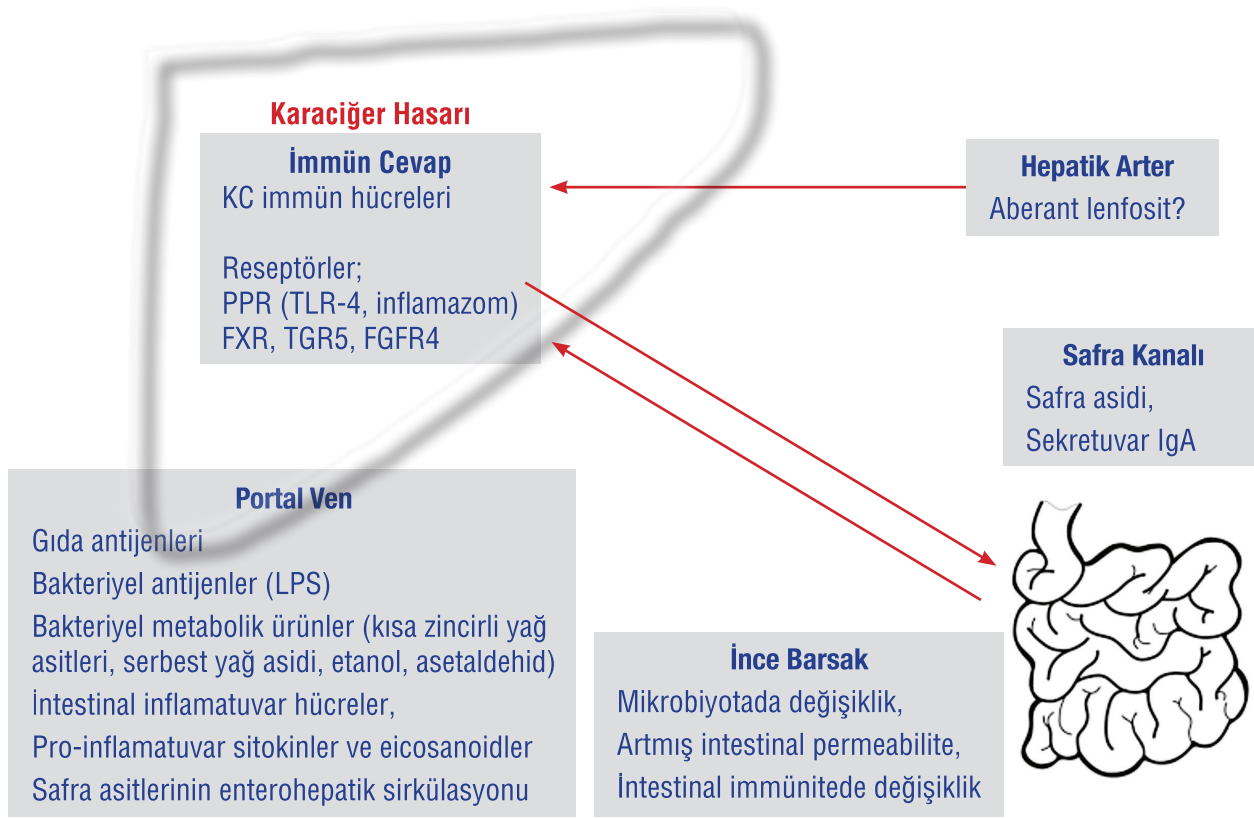 Karaciğer Hasarı
İmmün Cevap
KC immün hücreleri
Reseptörler;
PPR (TLR-4, inflamazom)
FXR, TGR5, FGFR4
Hepatik Arter
Aberant lenfosit?
Safra Kanalı
Safra asidi,
Sekretuvar IgA
Portal Ven
Gıda antijenleri
Bakteriyel antijenler (LPS)
Bakteriyel metabolik ürünler (kısa zincirli yağ
asitleri, serbest yağ asidi, etanol, asetaldehid)
İntestinal inflamatuvar hücreler,
Pro-inflamatuvar sitokinler ve eicosanoidler
Safra asitlerinin enterohepatik sirkülasyonu
İnce Barsak
Mikrobiyotada değişiklik,
Artmış intestinal permeabilite,
İntestinal immünitede değişiklik